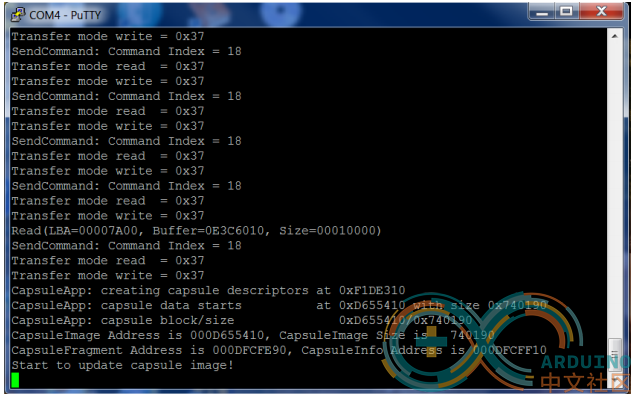 COM4 - PuTTY
Transfer mode write = 0x37
SendCommand: Command Index = 18
Transfer mode read  = 0x37
Transfer mode write = 0x37
SendCommand: Command Index = 18
Transfer mode read  = 0x37
Transfer mode write = 0x37
SendCommand: Command Index = 18
Transfer mode read  = 0x37
Transfer mode write = 0x37
SendCommand: Command Index = 18
Transfer mode read  = 0x37
Transfer mode write = 0x37
Read(LBA=00007A00, Buffer=0E3C6010, Size=00010000)
SendCommand: Command Index = 18
Transfer mode read  = 0x37
Transfer mode write = 0x37
CapsuleApp: creating capsule descriptors at 0xF1DE310
CapsuleApp: capsule data starts          at 0xD655410 with size 0x740190
CapsuleApp: capsule block/size              0xD655410/0x740190
CapsuleImage Address is 000D655410, CapsuleImage Size is   740190
CapsuleFragment Address is 000DFCFE90, CapsuleInfo Address is 000DFCFF10
Start to update capsule image!
ARDUINO
中文社区